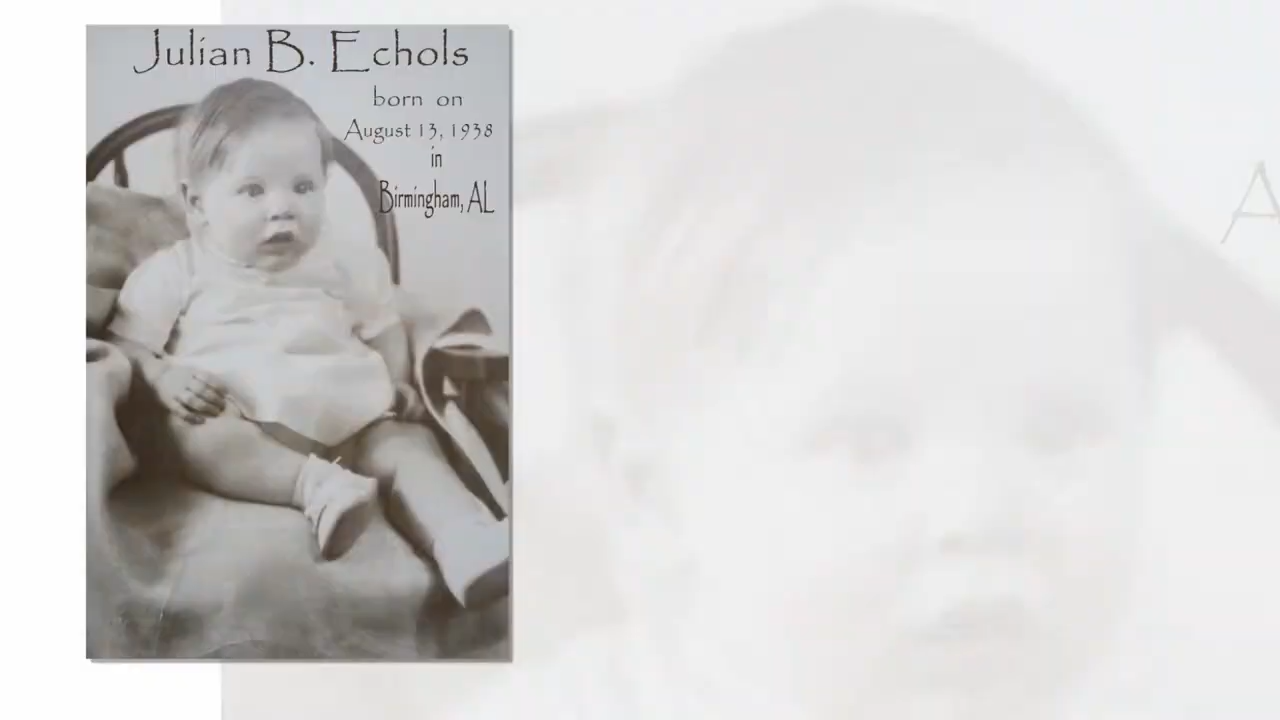 Julian B. Echols
born on
August 13, 1938
in
Birmingham, AL
A